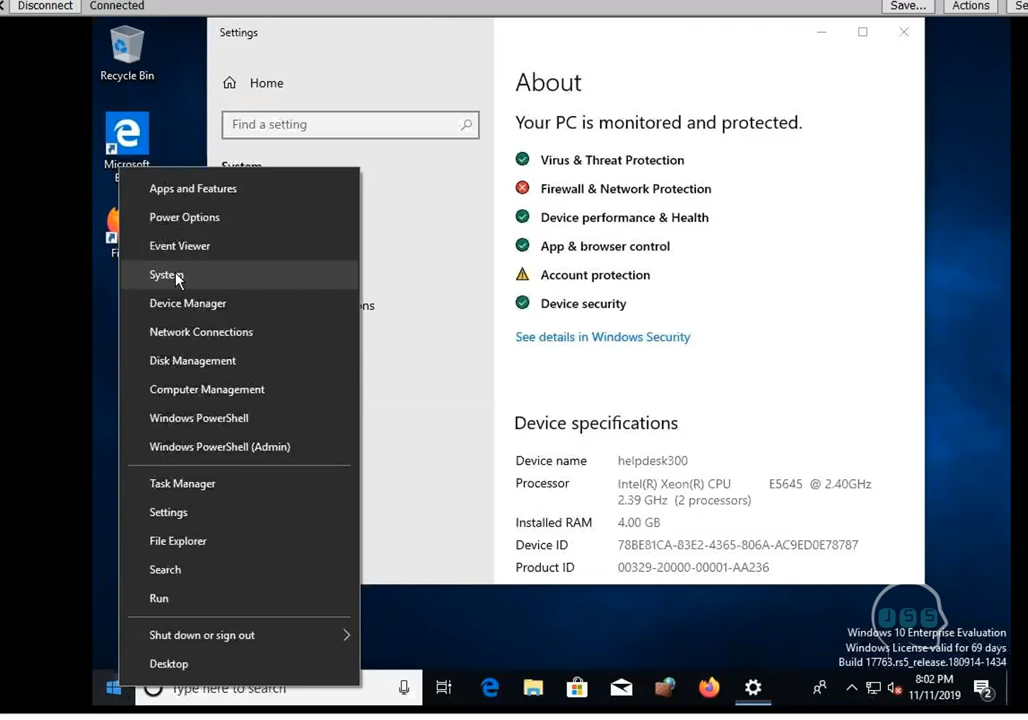 Disconnect
Connected
Save...
Actions
Recycle Bin
Microsoft
Settings
Home
Find a setting
System
Apps and Features
Power Options
Event Viewer
System
Device Manager
Network Connections
Disk Management
Computer Management
Windows PowerShell
Windows PowerShell (Admin)
Task Manager
Settings
File Explorer
Search
Run
Shut down or sign out
Desktop
About
Your PC is monitored and protected.
Virus & Threat Protection
Firewall & Network Protection
Device performance & Health
App & browser control
Account protection
Device security
See details in Windows Security
Device specifications
Device name helpdesk300
Processor Intel(R) Xeon(R) CPU E5645 @ 2.40GHz
2.39 GHz (2 processors)
Installed RAM 4.00 GB
Device ID 78BE81CA-83E2-4365-806A-AC9ED0E78787
Product ID 00329-20000-00001-AA236
JSS
Windows 10 Enterprise Evaluation
Windows License valid for 69 days
Build 17763.rs5_release.180914-1434
Type here to search
8:02 PM
11/11/2019
2